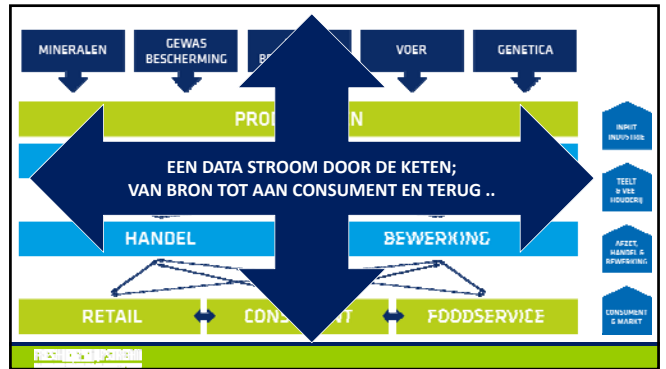 MINERALEN
GEWAS
BESCHERMING
VOER
GENETICA
EEN DATA STROOM DOOR DE KETEN;
VAN BRON TOT AAN CONSUMENT EN TERUG ..
HANDEL
BEWERKING
RETAIL
FOODSERVICE
INPUT
INDUSTRIE
TEELT
& VEE
HOUDERIJ
AFZET,
HANDEL &
BEWERKING
CONSUMENT
& MARKT